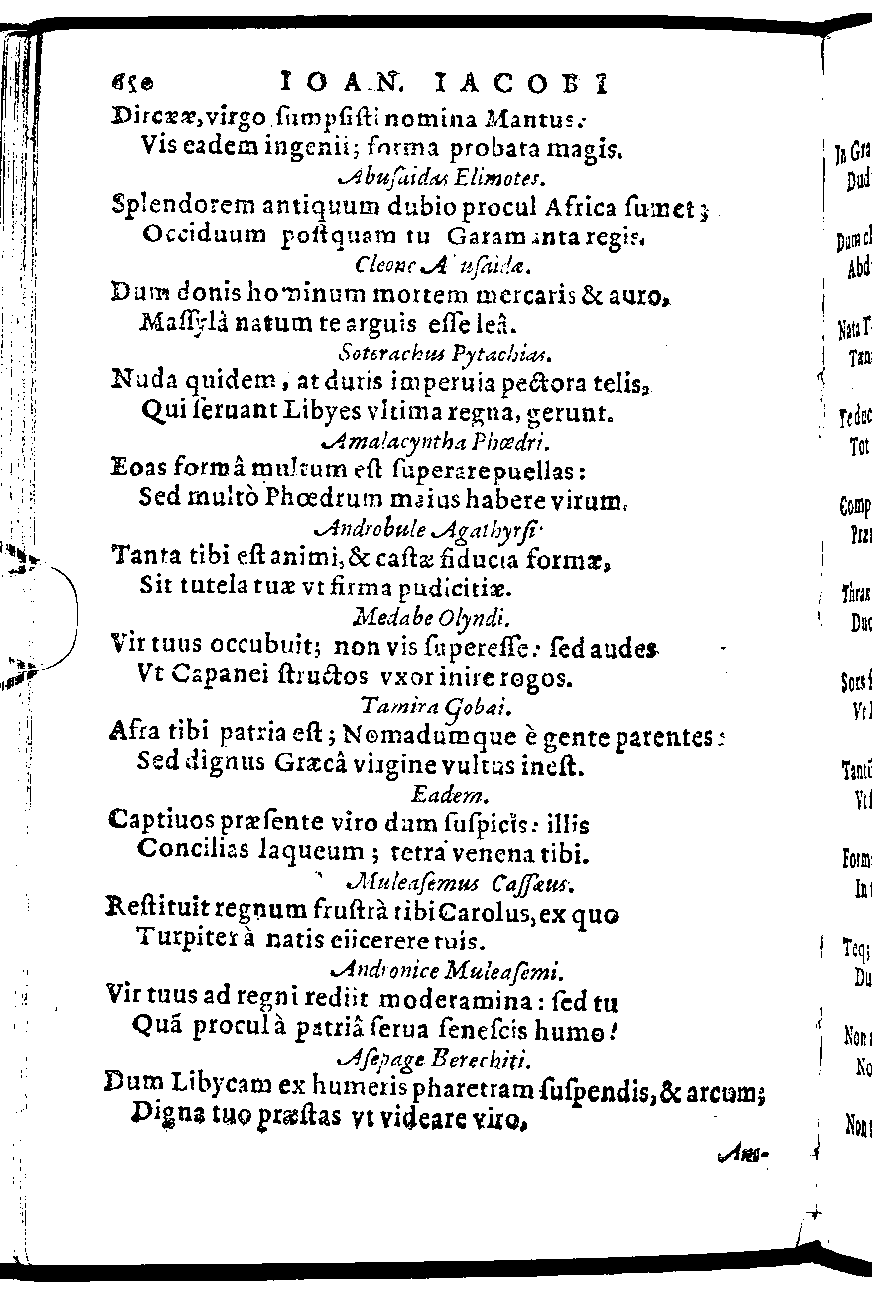 650 IOAN. IACOBI
Dircææ, virgo ſumpſiſti nomina Mantus:
Vis eadem ingenii; forma probata magis.
Abuſaidas Elimotes.
Splendorem antiquum dubio procul Africa ſumet;
Occiduum poſtquam tu Garamanta regis.
Cleone A uſaidæ.
Dum donis hominum mortem mercaris & auro,
Maſſylâ natum te arguis eſſe leâ.
Soterachus Pytachias.
Nuda quidem, at duris imperuia pectora telis,
Qui ſeruant Libyes vltima regna, gerunt.
Amalacyntha Phœdri.
Eoas formâ multum eſt ſuperare puellas:
Sed multò Phœdrum maius habere virum.
Androbule Agathyrſi.
Tanta tibi eſt animi, & caſtæ fiducia formæ,
Sit tutela tuæ vt firma pudicitiæ.
Medabe Olyndi.
Vir tuus occubuit; non vis ſupereſſe: ſed audes
Vt Capanei ſtructos vxor inire rogos.
Tamira Gobai.
Afra tibi patria eſt; Nomadumque è gente parentes:
Sed dignus Græcâ virgine vultus ineſt.
Eadem.
Captiuos præſente viro dum ſuſpicis: illis
Concilias laqueum; tetra venena tibi.
Muleaſemus Caſſæus.
Reſtituit regnum fruſtrà tibi Carolus, ex quo
Turpiter à natis eiicerere tuis.
Andronice Muleaſemi.
Vir tuus ad regni rediit moderamina: ſed tu
Quã procul à patriâ ſerua ſeneſcis humo!
Aſepage Berechiti.
Dum Libycam ex humeris pharetram ſuſpendis, & arcum;
Digna tuo præſtas vt videare viro,
In Gra
Dud
Dum cl
Abd
Nata T
Tan
Te duc
Tot
Comp
Præ
Thras
Duc
Sors ſ
Vt
Tantũ
Vt ſ
Form
In t
Teq;
Du
Non
No
Non